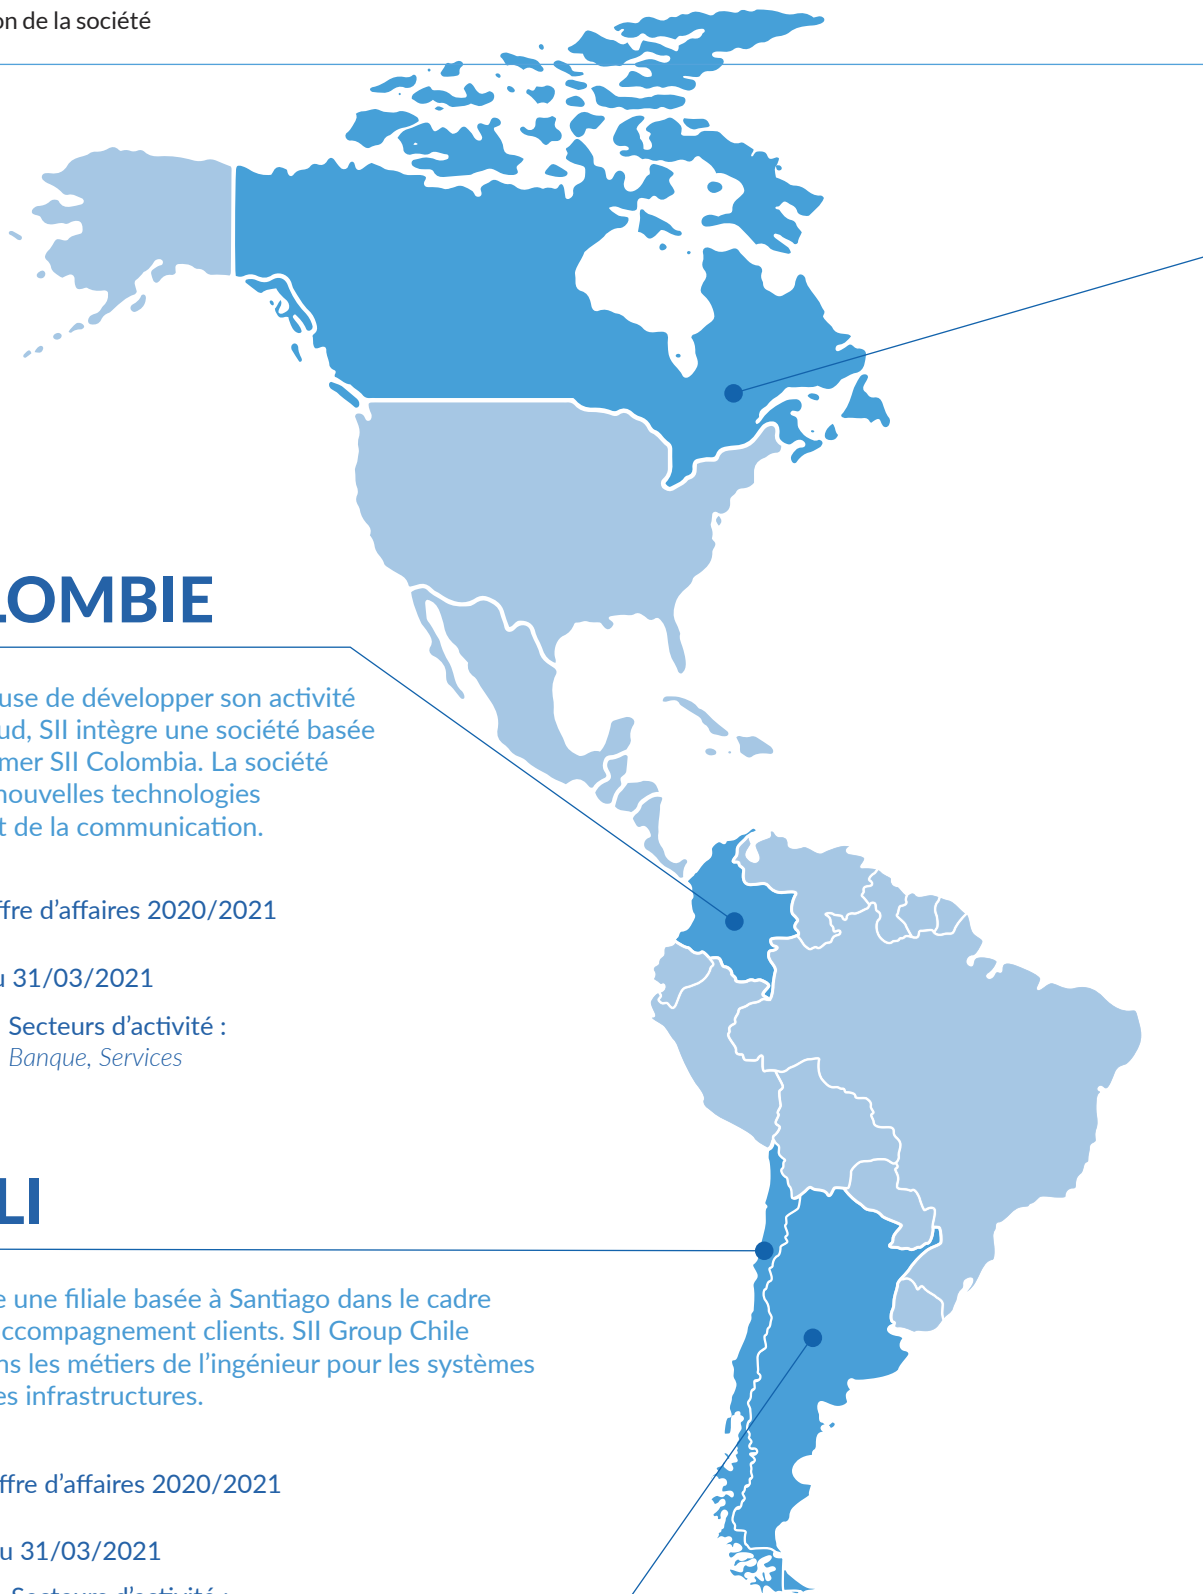 on de la société
LOMBIE
use de développer son activité
ud, SII intègre une société basée
mer SII Colombia. La société
nouvelles technologies
t de la communication.
ffre d’affaires 2020/2021
u 31/03/2021
Secteurs d’activité :
Banque, Services
LI
e une filiale basée à Santiago dans le cadre
ccompagnement clients. SII Group Chile
ns les métiers de l’ingénieur pour les systèmes
es infrastructures.
ffre d’affaires 2020/2021
u 31/03/2021
Secteurs d’activité :